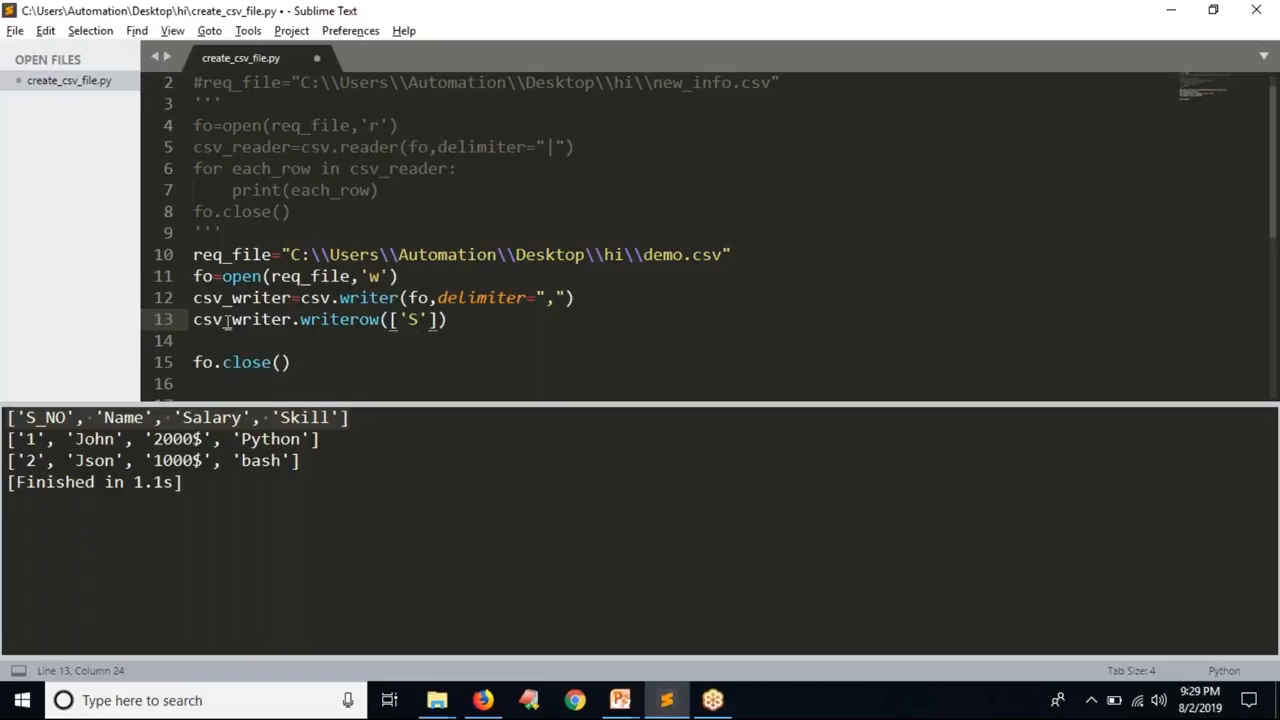 C:\Users\Automation\Desktop\hi\create_csv_file.py • - Sublime Text
File Edit Selection Find View Goto Tools Project Preferences Help
OPEN FILES
create_csv_file.py
create_csv_file.py
2 #req_file="C:\\Users\\Automation\\Desktop\\hi\\new_info.csv"
3 '''
4 fo=open(req_file,'r')
5 csv_reader=csv.reader(fo,delimiter="|")
6 for each_row in csv_reader:
7 print(each_row)
8 fo.close()
9 '''
10 req_file="C:\\Users\\Automation\\Desktop\\hi\\demo.csv"
11 fo=open(req_file,'w')
12 csv_writer=csv.writer(fo,delimiter=",")
13 csv_writer.writerow(['S'])
14
15 fo.close()
16
['S_NO', 'Name', 'Salary', 'Skill']
['1', 'John', '2000$', 'Python']
['2', 'Json', '1000$', 'bash']
[Finished in 1.1s]
Line 13, Column 24 Tab Size: 4 Python
Type here to search
9:29 PM
8/2/2019